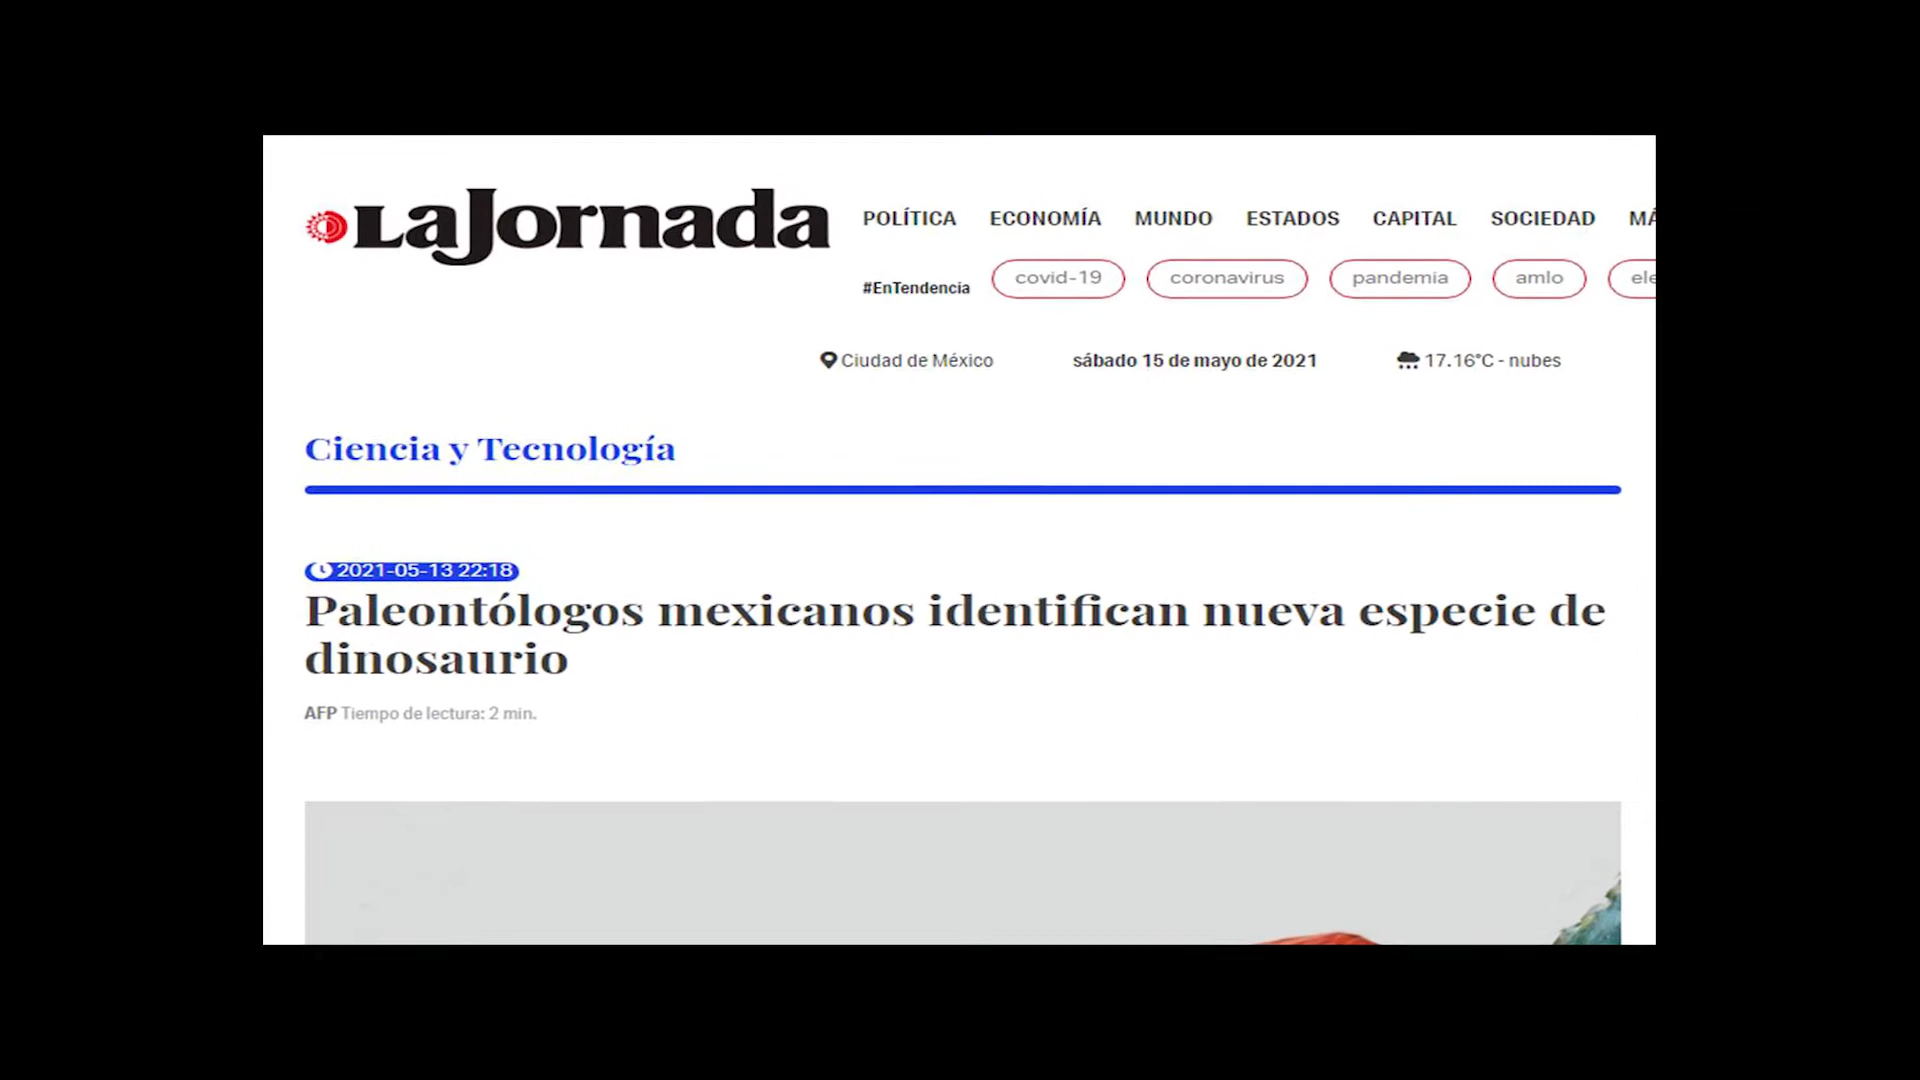 La Jornada
POLÍTICA ECONOMÍA MUNDO ESTADOS CAPITAL SOCIEDAD MÁ
#EnTendencia covid-19 coronavirus pandemia amlo ele
Ciudad de México sábado 15 de mayo de 2021 17.16°C - nubes
Ciencia y Tecnología
2021-05-13 22:18
Paleontólogos mexicanos identifican nueva especie de
dinosaurio
AFP Tiempo de lectura: 2 min.